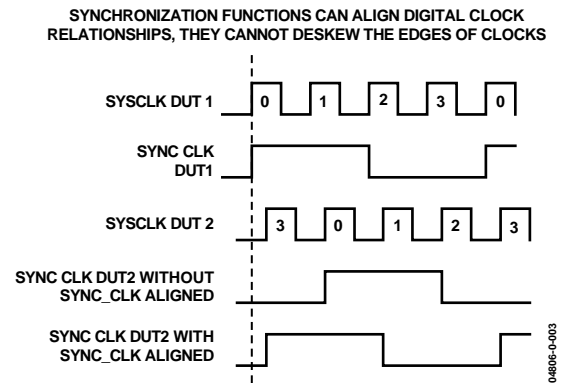 SYNCHRONIZATION FUNCTIONS CAN ALIGN DIGITAL CLOCK
RELATIONSHIPS, THEY CANNOT DESKEW THE EDGES OF CLOCKS
SYSCLK DUT 1
0 1 2 3 0
SYNC CLK
DUT1
SYSCLK DUT 2
3 0 1 2 3
SYNC CLK DUT2 WITHOUT
SYNC_CLK ALIGNED
SYNC CLK DUT2 WITH
SYNC_CLK ALIGNED
04806-0-003